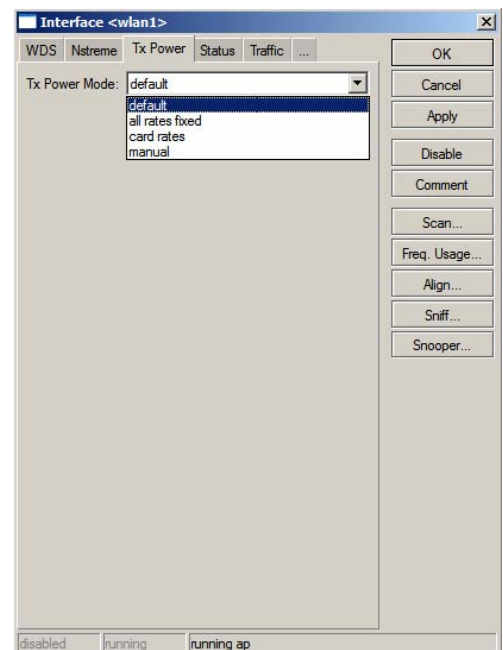 Interface <wlan1>
WDS Nstreme Tx Power Status Traffic ...
Tx Power Mode: default
default
all rates fixed
card rates
manual
OK
Cancel
Apply
Disable
Comment
Scan...
Freq. Usage...
Align...
Sniff...
Snooper...
disabled running running ap